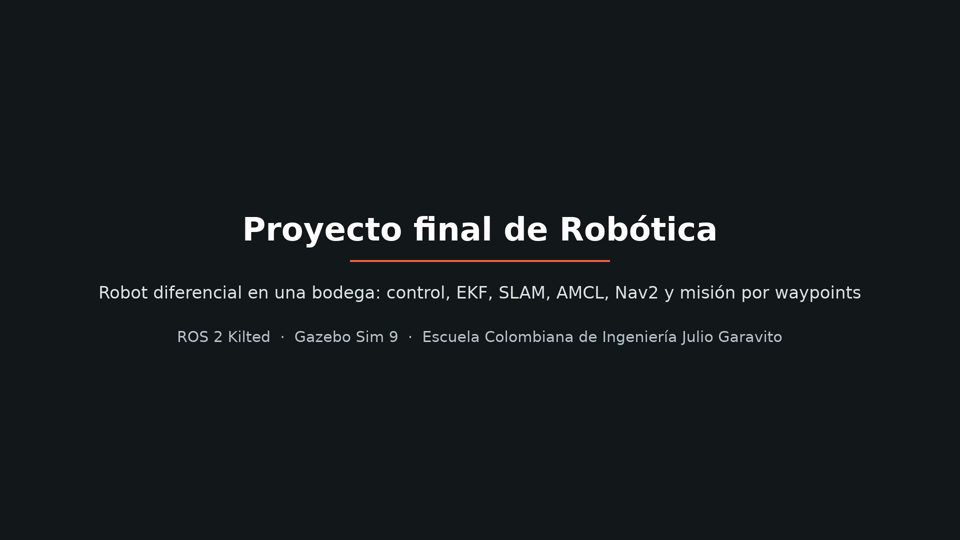 Proyecto final de Robótica
Robot diferencial en una bodega: control, EKF, SLAM, AMCL, Nav2 y misión por waypoints
ROS 2 Kilted · Gazebo Sim 9 · Escuela Colombiana de Ingeniería Julio Garavito